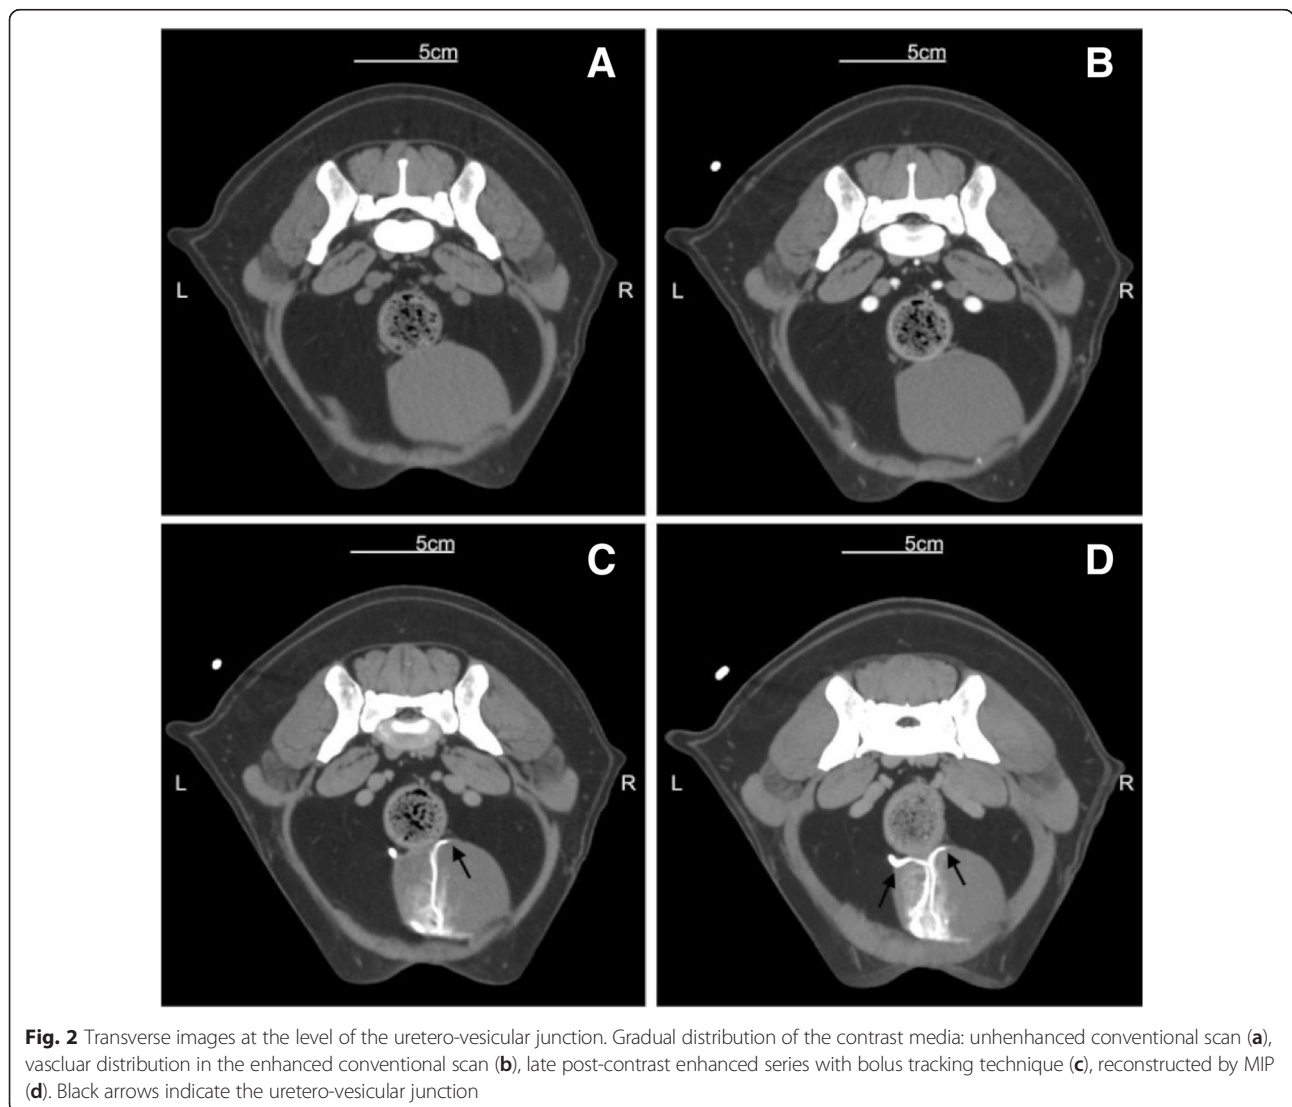 5cm
A
L
R
5cm
B
L
R
5cm
C
L
R
5cm
D
L
R
Fig. 2 Transverse images at the level of the uretero-vesicular junction. Gradual distribution of the contrast media: unhenhanced conventional scan (a),
vascluar distribution in the enhanced conventional scan (b), late post-contrast enhanced series with bolus tracking technique (c), reconstructed by MIP
(d). Black arrows indicate the uretero-vesicular junction